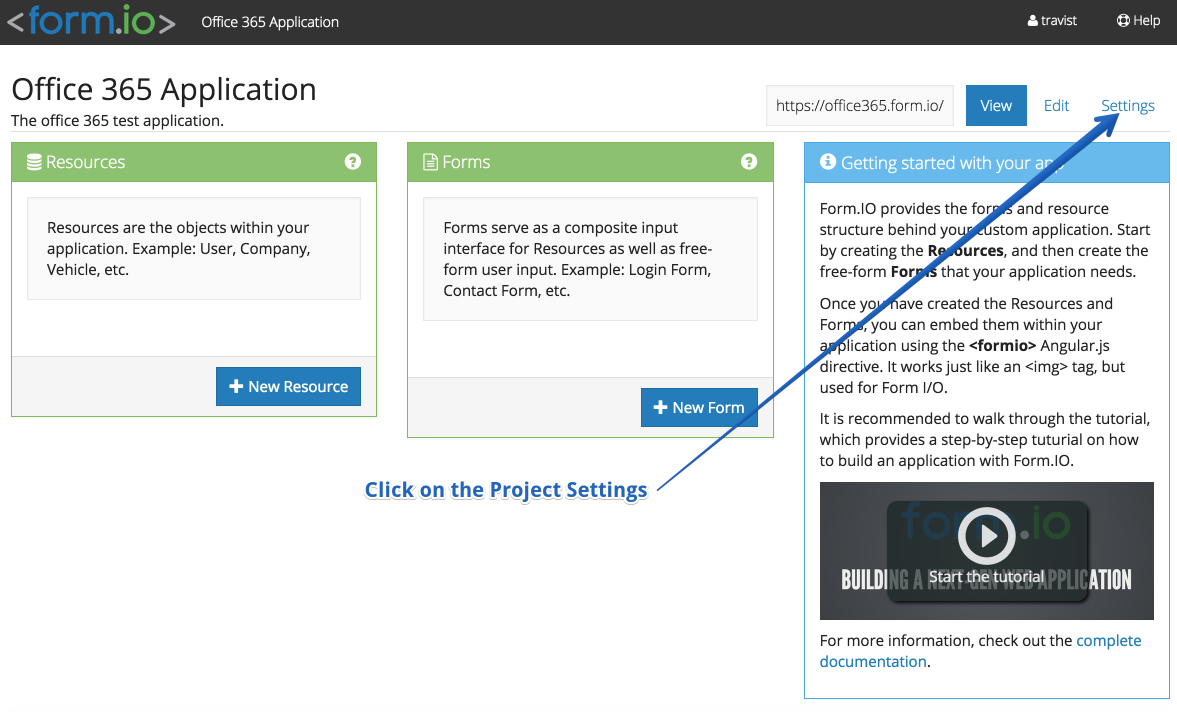 <form.io>
Office 365 Application
travist
Help
Office 365 Application
The office 365 test application.
https://office365.form.io/
View
Edit
Settings
Resources
?
Resources are the objects within your
application. Example: User, Company,
Vehicle, etc.
+ New Resource
Forms
?
Forms serve as a composite input
interface for Resources as well as free-
form user input. Example: Login Form,
Contact Form, etc.
+ New Form
Click on the Project Settings
Getting started with your app
Form.IO provides the forms and resource
structure behind your custom application. Start
by creating the Resources, and then create the
free-form Forms that your application needs.
Once you have created the Resources and
Forms, you can embed them within your
application using the <formio> Angular.js
directive. It works just like an <img> tag, but
used for Form I/O.
It is recommended to walk through the tutorial,
which provides a step-by-step tuturial on how
to build an application with Form.IO.
form.io
BUILDING A NEXT GEN WEB APPLICATION
Start the tutorial
For more information, check out the complete
documentation.